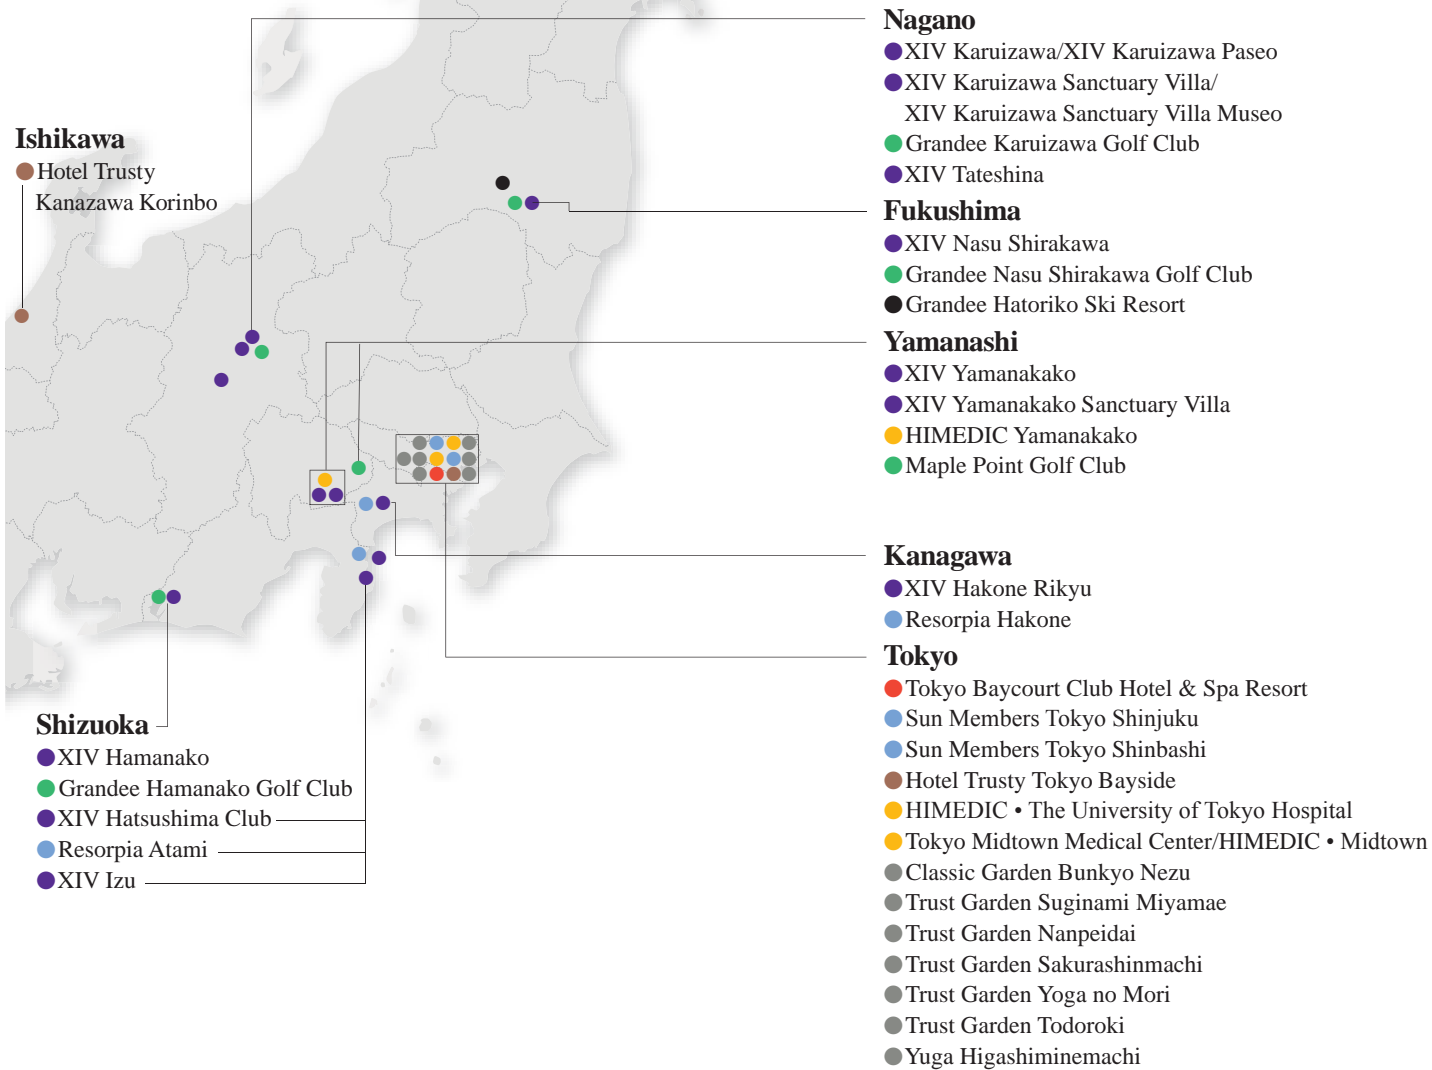 Ishikawa
Hotel Trusty
Kanazawa Korinbo
Shizuoka
XIV Hamanako
Grandee Hamanako Golf Club
XIV Hatsushima Club
Resorpia Atami
XIV Izu
Nagano
XIV Karuizawa/XIV Karuizawa Paseo
XIV Karuizawa Sanctuary Villa/
XIV Karuizawa Sanctuary Villa Museo
Grandee Karuizawa Golf Club
XIV Tateshina
Fukushima
XIV Nasu Shirakawa
Grandee Nasu Shirakawa Golf Club
Grandee Hatoriko Ski Resort
Yamanashi
XIV Yamanakako
XIV Yamanakako Sanctuary Villa
HIMEDIC Yamanakako
Maple Point Golf Club
Kanagawa
XIV Hakone Rikyu
Resorpia Hakone
Tokyo
Tokyo Baycourt Club Hotel & Spa Resort
Sun Members Tokyo Shinjuku
Sun Members Tokyo Shinbashi
Hotel Trusty Tokyo Bayside
HIMEDIC • The University of Tokyo Hospital
Tokyo Midtown Medical Center/HIMEDIC • Midtown
Classic Garden Bunkyo Nezu
Trust Garden Suginami Miyamae
Trust Garden Nanpeidai
Trust Garden Sakurashinmachi
Trust Garden Yoga no Mori
Trust Garden Todoroki
Yuga Higashiminemachi